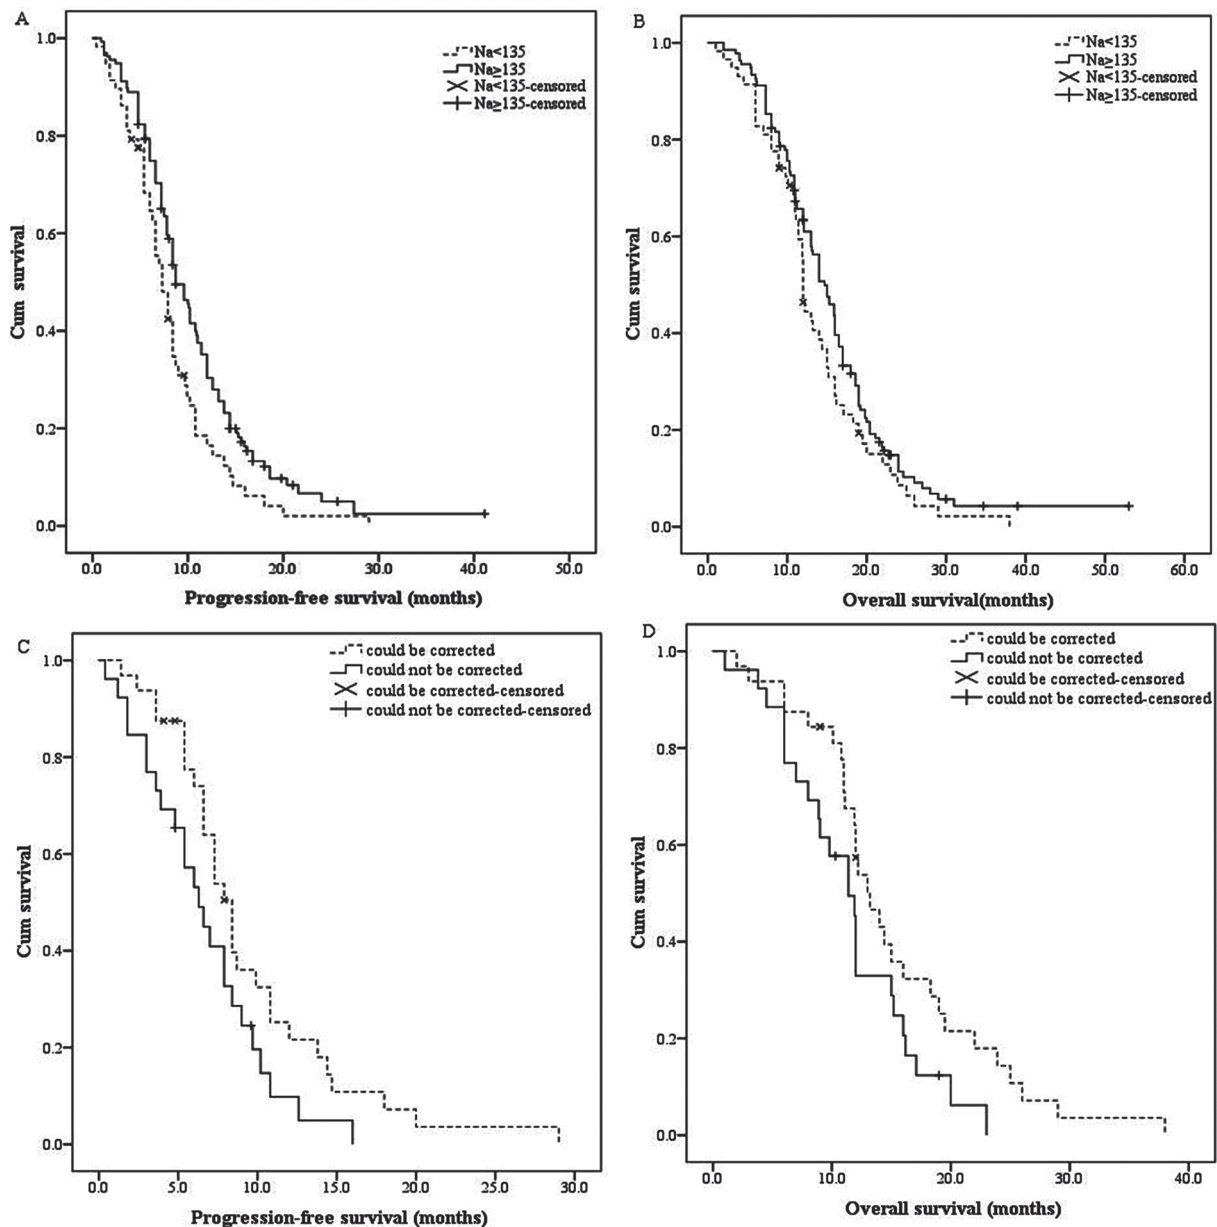 A
Na<135
Na≥135
Na<135-censored
Na≥135-censored
Cum survival
1.0
0.8
0.6
0.4
0.2
0.0
0.0 10.0 20.0 30.0 40.0 50.0
Progression-free survival (months)
B
Na<135
Na≥135
Na<135-censored
Na≥135-censored
Cum survival
1.0
0.8
0.6
0.4
0.2
0.0
0.0 10.0 20.0 30.0 40.0 50.0 60.0
Overall survival(months)
C
could be corrected
could not be corrected
could be corrected-censored
could not be corrected-censored
Cum survival
1.0
0.8
0.6
0.4
0.2
0.0
0.0 5.0 10.0 15.0 20.0 25.0 30.0
Progression-free survival (months)
D
could be corrected
could not be corrected
could be corrected-censored
could not be corrected-censored
Cum survival
1.0
0.8
0.6
0.4
0.2
0.0
0.0 10.0 20.0 30.0 40.0
Overall survival (months)